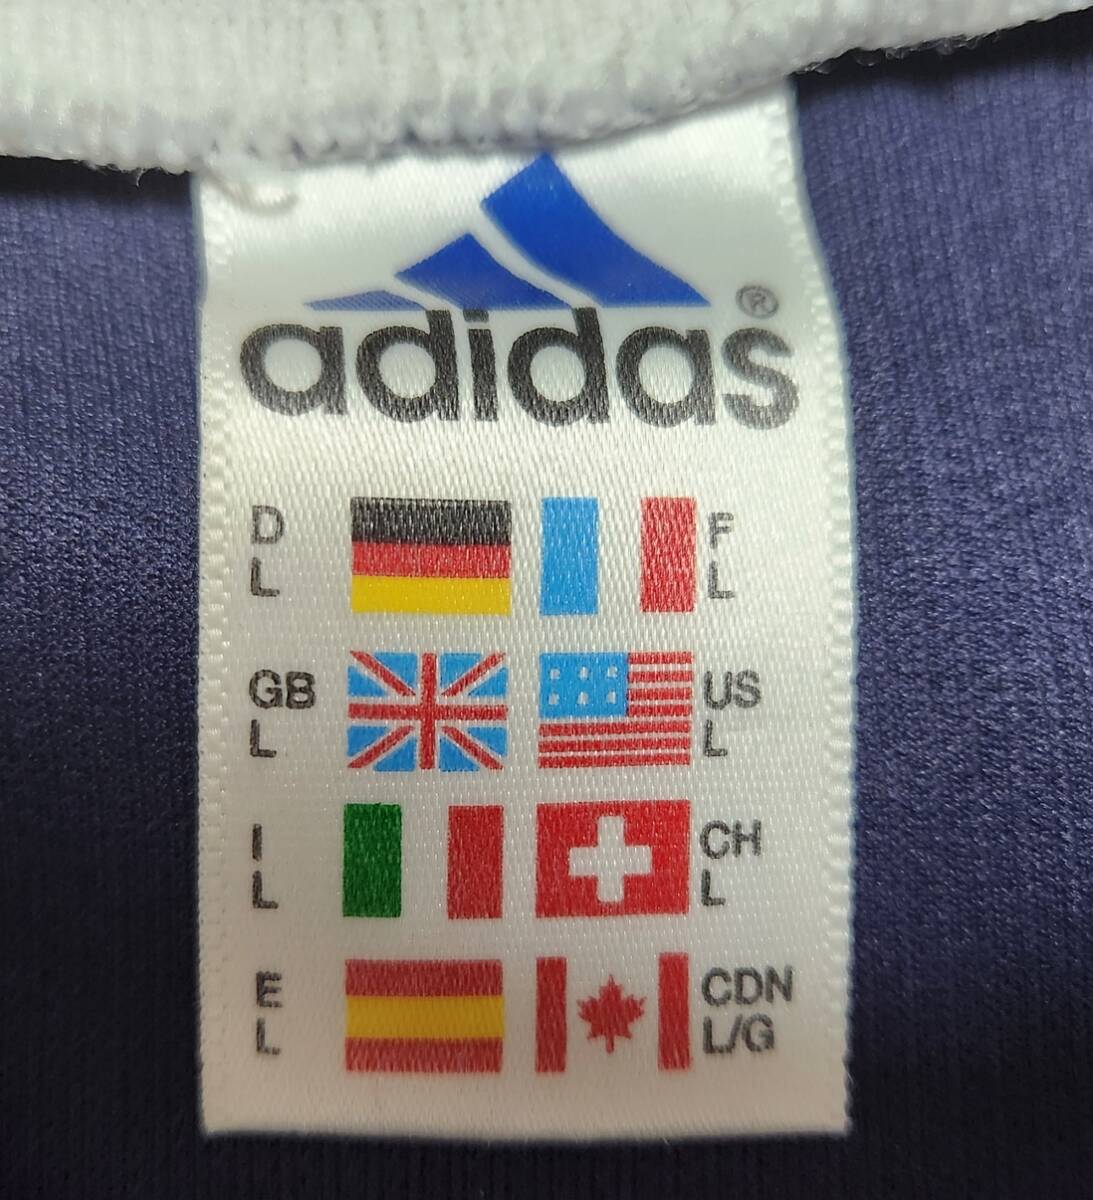 adidas®
D F
L L
GB US
L L
I CH
L L
E CDN
L L/G